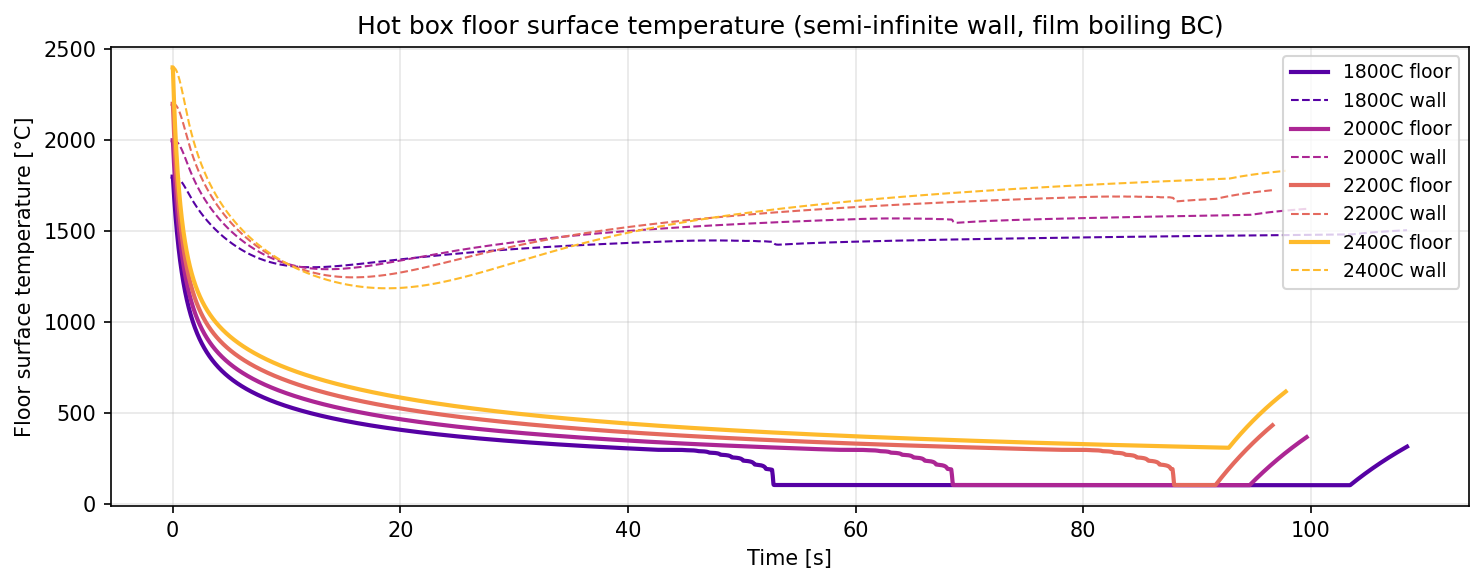 Hot box floor surface temperature (semi-infinite wall, film boiling BC)
Floor surface temperature [°C]
2500
2000
1500
1000
500
0
1800C floor
1800C wall
2000C floor
2000C wall
2200C floor
2200C wall
2400C floor
2400C wall
0
20
40
60
80
100
Time [s]